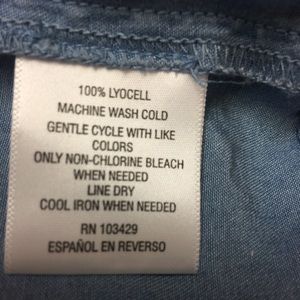 100% LYOCELL
MACHINE WASH COLD
GENTLE CYCLE WITH LIKE
COLORS
ONLY NON-CHLORINE BLEACH
WHEN NEEDED
LINE DRY
COOL IRON WHEN NEEDED
RN 103429
ESPAÑOL EN REVERSO